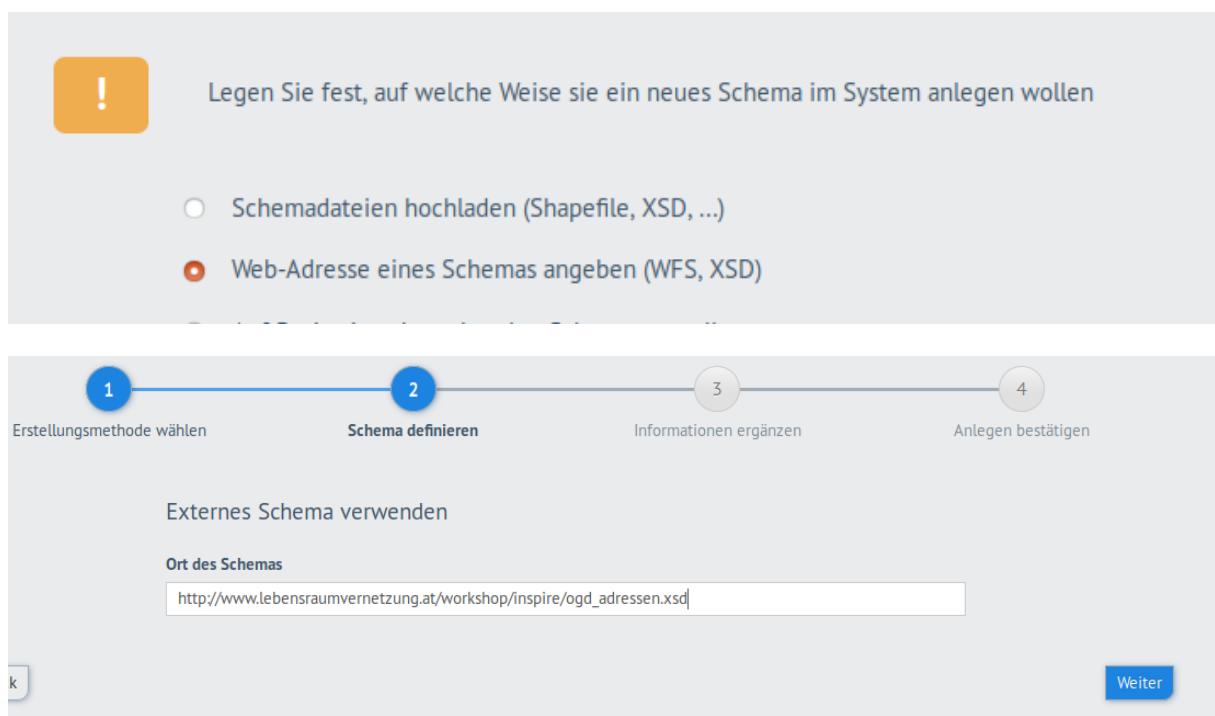 !
Legen Sie fest, auf welche Weise sie ein neues Schema im System anlegen wollen
Schemadateien hochladen (Shapefile, XSD, ...)
Web-Adresse eines Schemas angeben (WFS, XSD)
1
2
3
4
Erstellungsmethode wählen
Schema definieren
Informationen ergänzen
Anlegen bestätigen
Externes Schema verwenden
Ort des Schemas
http://www.lebensraumvernetzung.at/workshop/inspire/ogd_adressen.xsd
k
Weiter